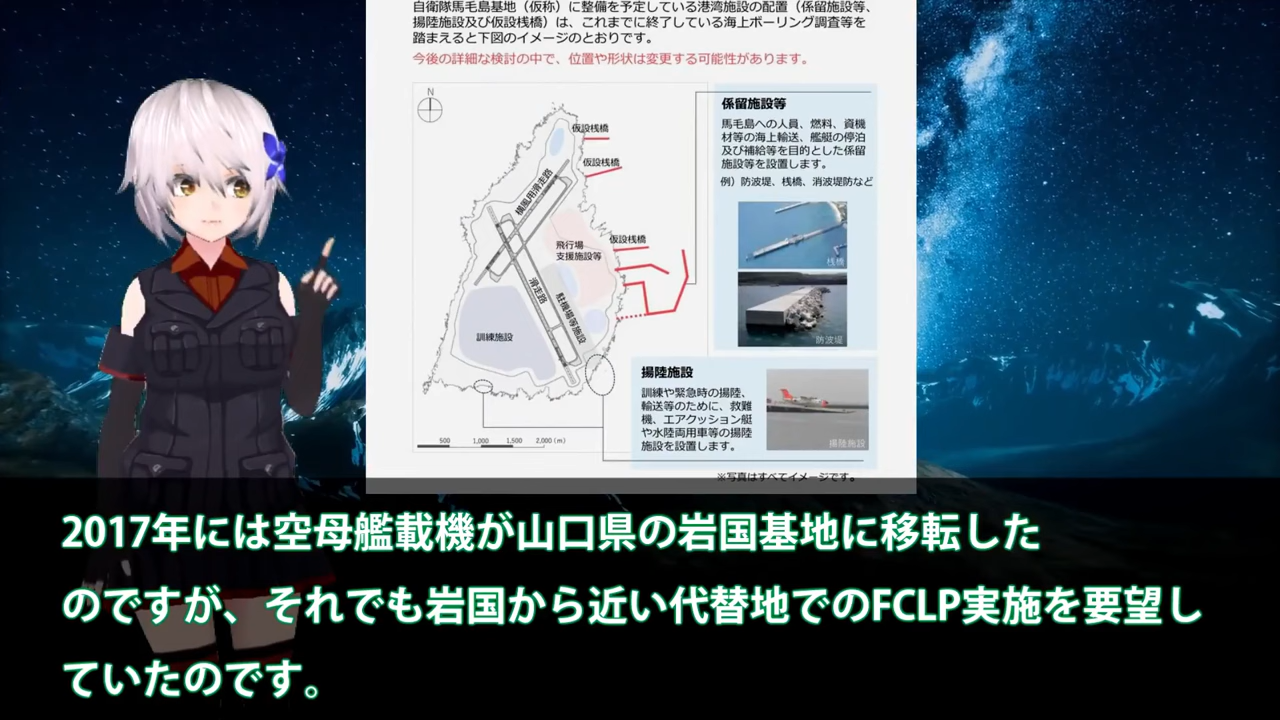 自衛隊馬毛島基地（仮称）に整備を予定している港湾施設の配置（係留施設等、
揚陸施設及び仮設桟橋）は、これまでに終了している海上ボーリング調査等を
踏まえると下図のイメージのとおりです。
今後の詳細な検討の中で、位置や形状は変更する可能性があります。
N
仮設桟橋
仮設桟橋
横風用滑走路
飛行場
支援施設等
仮設桟橋
滑走路
駐機場等施設
訓練施設
500 1,000 1,500 2,000 (m)
係留施設等
馬毛島への人員、燃料、資機
材等の海上輸送、艦艇の停泊
及び補給等を目的とした係留
施設等を設置します。
例）防波堤、桟橋、消波堤防など
桟橋
防波堤
揚陸施設
訓練や緊急時の揚陸、
輸送等のために、救難
機、エアクッション艇
や水陸両用車等の揚陸
施設を設置します。
揚陸施設
※写真はすべてイメージです。
2017年には空母艦載機が山口県の岩国基地に移転した
のですが、それでも岩国から近い代替地でのFCLP実施を要望し
ていたのです。